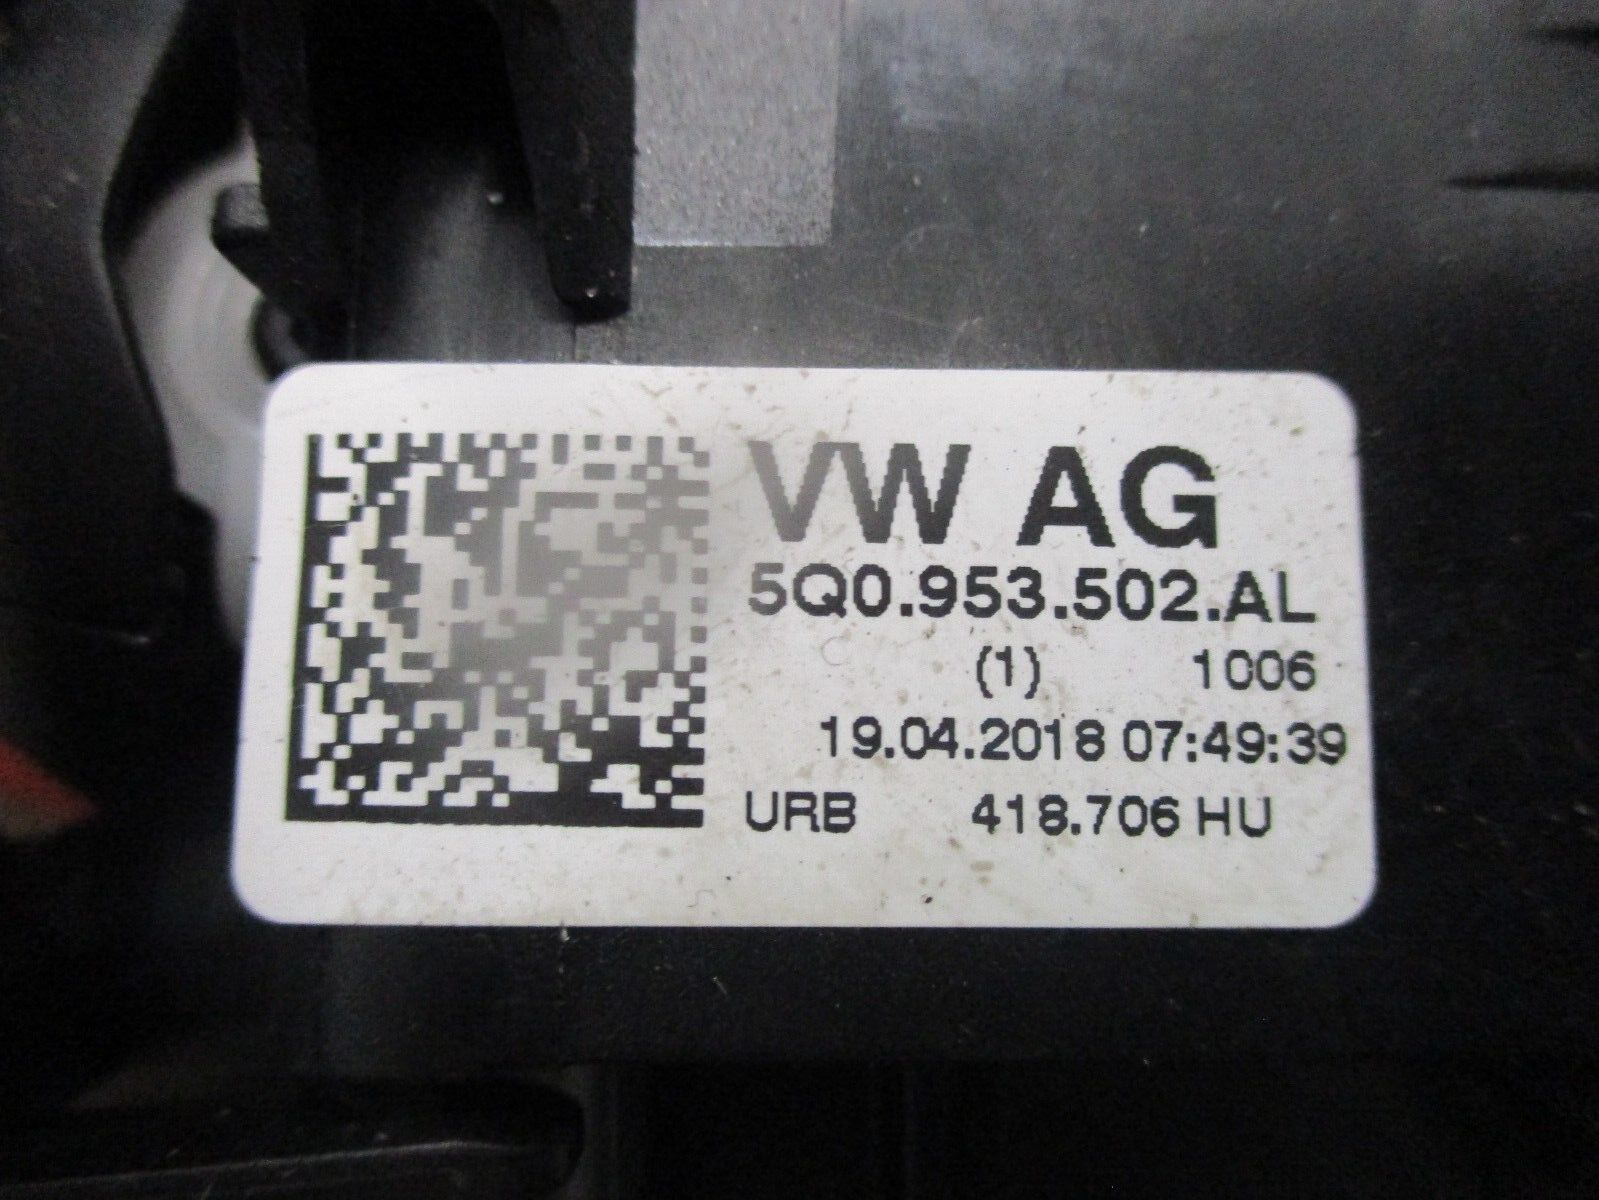 VW AG
5Q0.953.502.AL
(1) 1006
19.04.2018 07:49:39
URB 418.706 HU